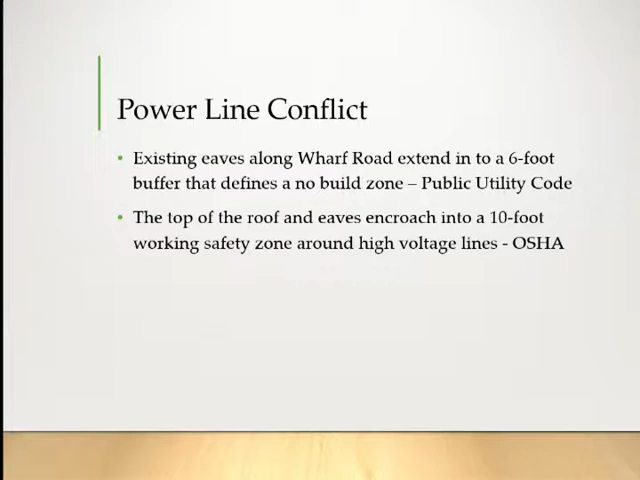 Power Line Conflict
• Existing eaves along Wharf Road extend in to a 6-foot
buffer that defines a no build zone – Public Utility Code
• The top of the roof and eaves encroach into a 10-foot
working safety zone around high voltage lines - OSHA